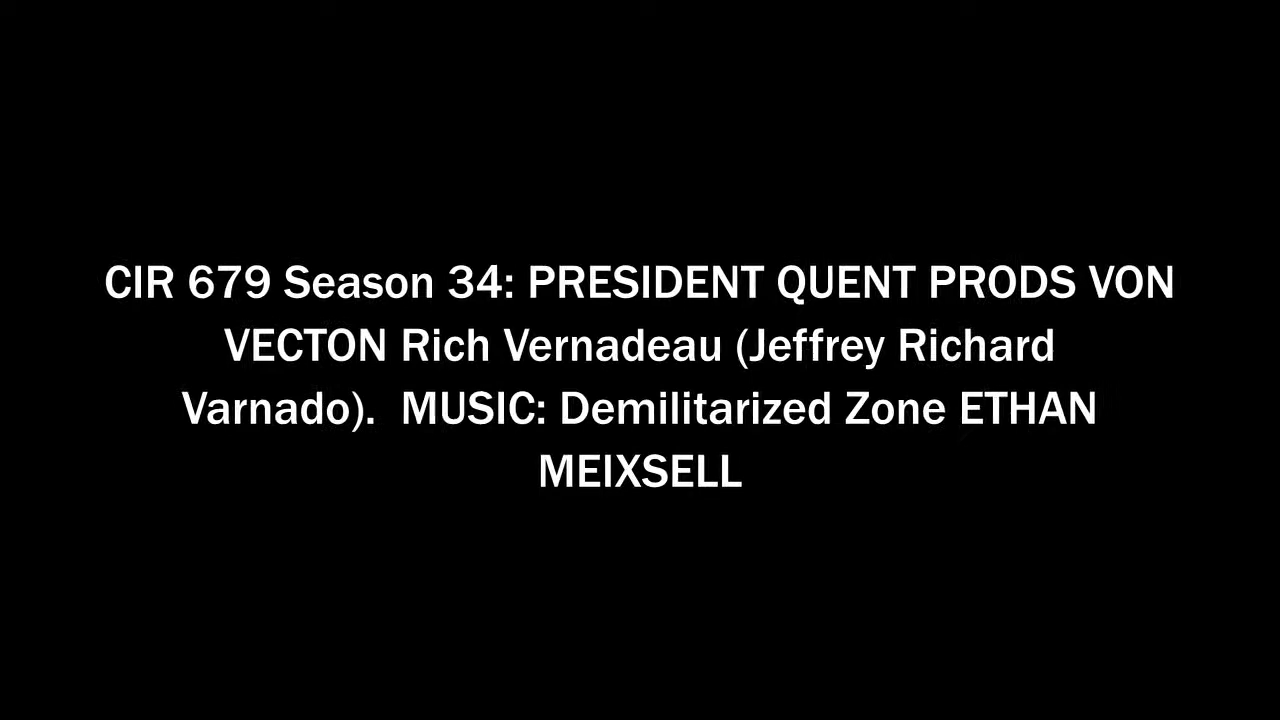 CIR 679 Season 34: PRESIDENT QUENT PRODS VON
VECTON Rich Vernadeau (Jeffrey Richard
Varnado).  MUSIC: Demilitarized Zone ETHAN
MEIXSELL